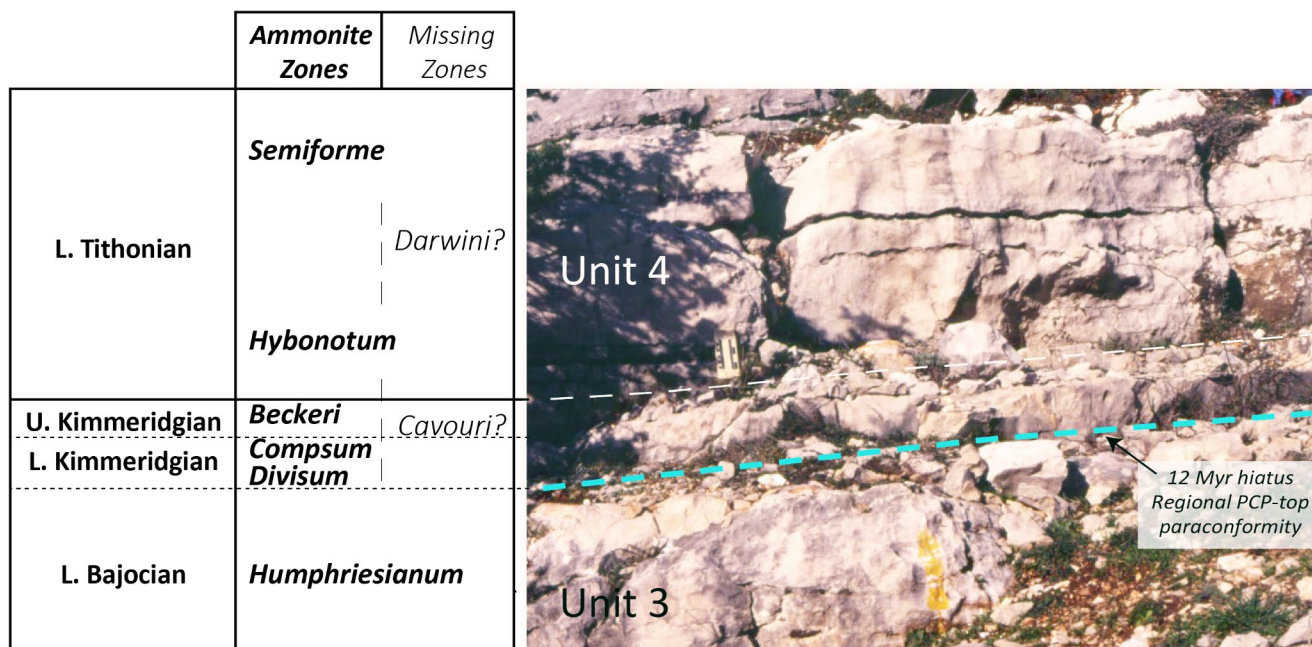 Ammonite
Zones
Missing
Zones
L. Tithonian
Semiforme
Darwini?
Hybonotum
U. Kimmeridgian
Beckeri
Cavouri?
L. Kimmeridgian
Compsum
Divisum
L. Bajocian
Humphriesianum
Unit 4
12 Myr hiatus
Regional PCP-top
paraconformity
Unit 3